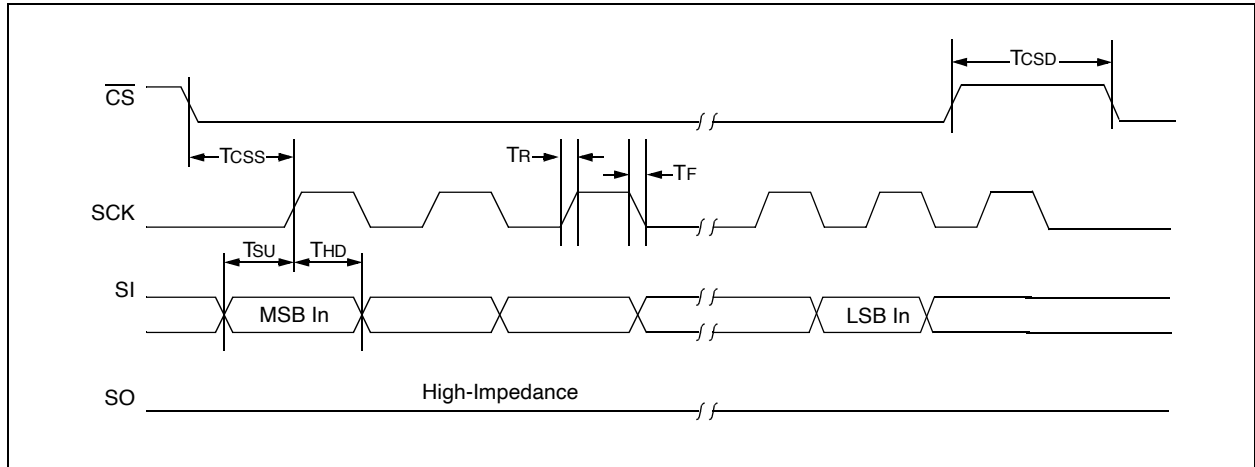 TCSD
CS
TCSS
TR
TF
SCK
TSU
THD
SI
MSB In
LSB In
SO
High-Impedance